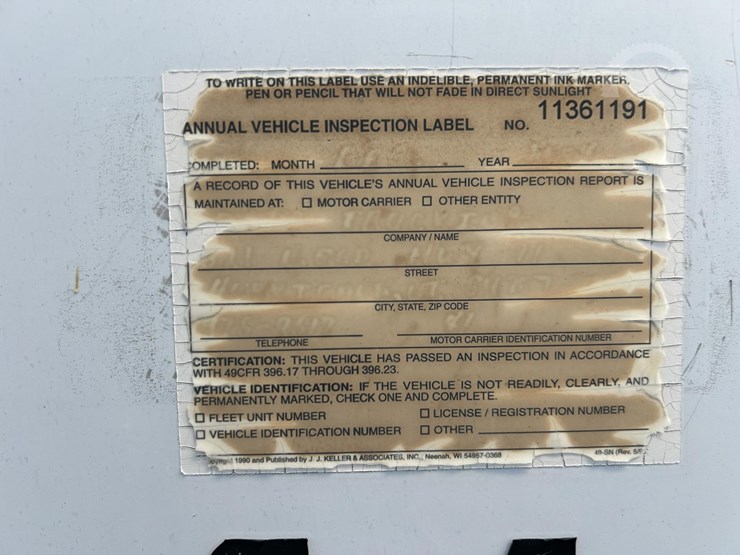 TO WRITE ON THIS LABEL USE AN INDELIBLE, PERMANENT INK MARKER.
PEN OR PENCIL THAT WILL NOT FADE IN DIRECT SUNLIGHT
ANNUAL VEHICLE INSPECTION LABEL NO. 11361191
COMPLETED: MONTH YEAR
A RECORD OF THIS VEHICLE'S ANNUAL VEHICLE INSPECTION REPORT IS
MAINTAINED AT: ☐ MOTOR CARRIER ☐ OTHER ENTITY
COMPANY / NAME
STREET
CITY, STATE, ZIP CODE
TELEPHONE MOTOR CARRIER IDENTIFICATION NUMBER
CERTIFICATION: THIS VEHICLE HAS PASSED AN INSPECTION IN ACCORDANCE
WITH 49CFR 396.17 THROUGH 396.23.
VEHICLE IDENTIFICATION: IF THE VEHICLE IS NOT READILY, CLEARLY, AND
PERMANENTLY MARKED, CHECK ONE AND COMPLETE.
☐ FLEET UNIT NUMBER ☐ LICENSE / REGISTRATION NUMBER
☐ VEHICLE IDENTIFICATION NUMBER ☐ OTHER
1990 and Published by J. J. KELLER & ASSOCIATES, INC., Neenah, WI 54957-0368 (Rev.